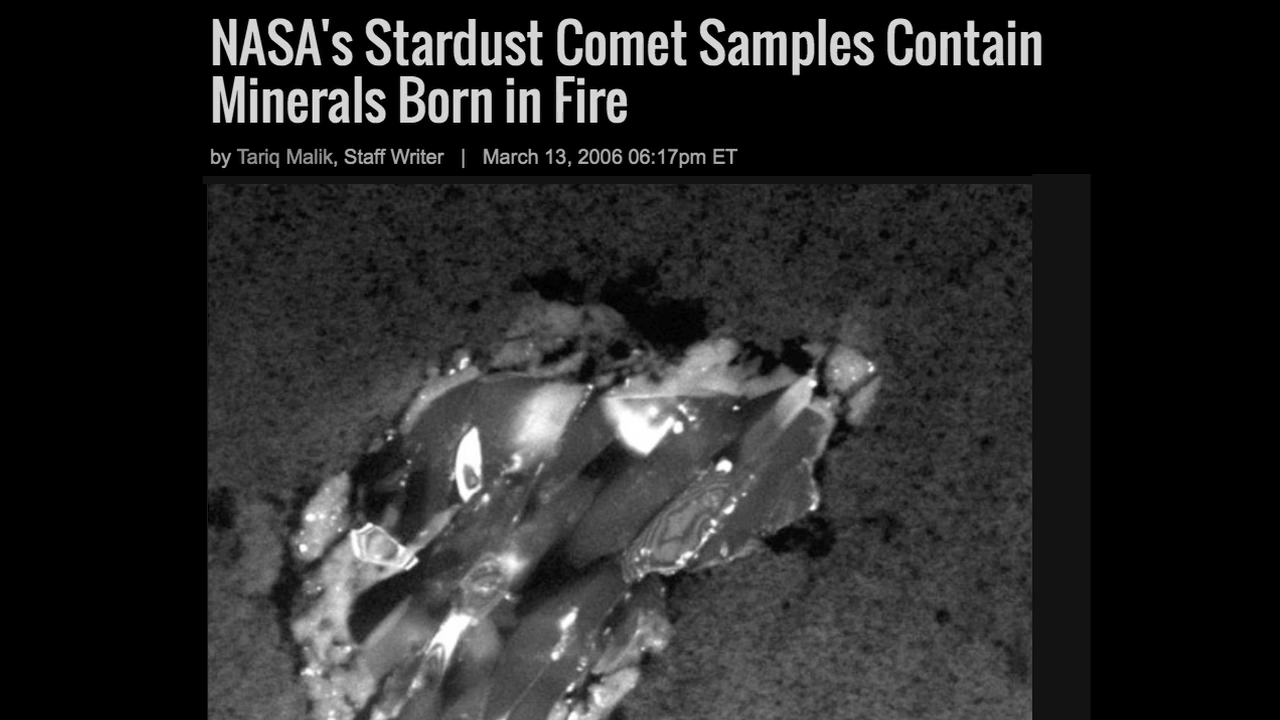 NASA's Stardust Comet Samples Contain
Minerals Born in Fire
by Tariq Malik, Staff Writer | March 13, 2006 06:17pm ET